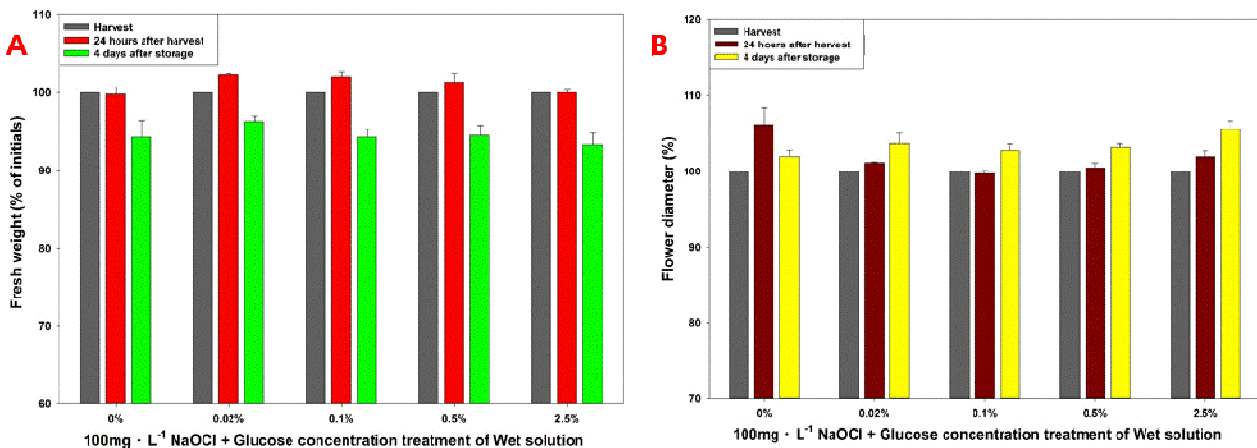 A
Harvest
24 hours after harvest
4 days after storage
Fresh weight (% of initials)
110
100
90
80
70
60
0%
0.02%
0.1%
0.5%
2.5%
100mg · L⁻¹ NaOCl + Glucose concentration treatment of Wet solution
B
Harvest
24 hours after harvest
4 days after storage
Flower diameter (%)
120
110
100
90
80
70
0%
0.02%
0.1%
0.5%
2.5%
100mg · L⁻¹ NaOCl + Glucose concentration treatment of Wet solution